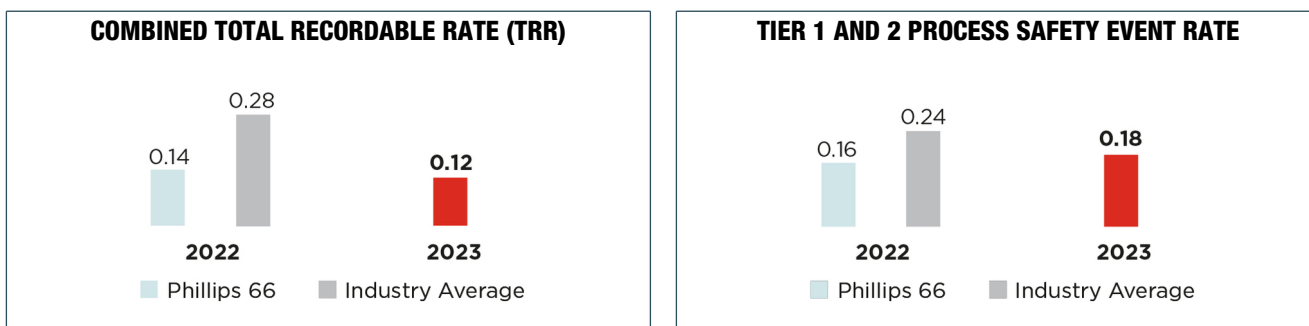 COMBINED TOTAL RECORDABLE RATE (TRR)
0.28
0.14
0.12
2022
2023
Phillips 66
Industry Average
TIER 1 AND 2 PROCESS SAFETY EVENT RATE
0.24
0.16
0.18
2022
2023
Phillips 66
Industry Average